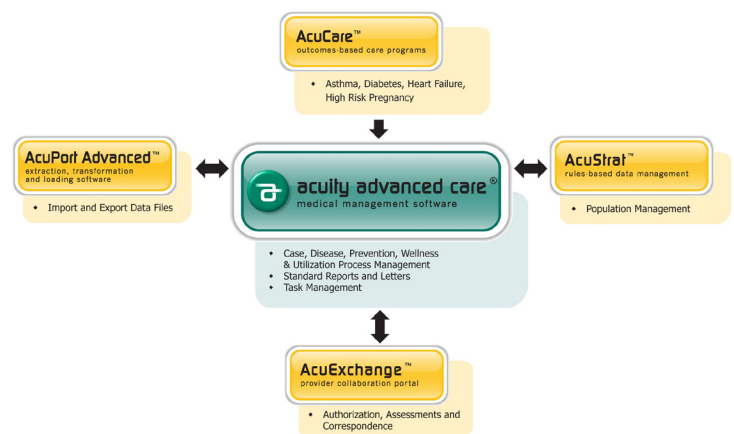 AcuCare™
outcomes-based care programs
• Asthma, Diabetes, Heart Failure,
High Risk Pregnancy
AcuPort Advanced™
extraction, transformation
and loading software
• Import and Export Data Files
acuity advanced care®
medical management software
• Case, Disease, Prevention, Wellness
& Utilization Process Management
• Standard Reports and Letters
• Task Management
AcuStrat™
rules-based data management
• Population Management
AcuExchange™
provider collaboration portal
• Authorization, Assessments and
Correspondence